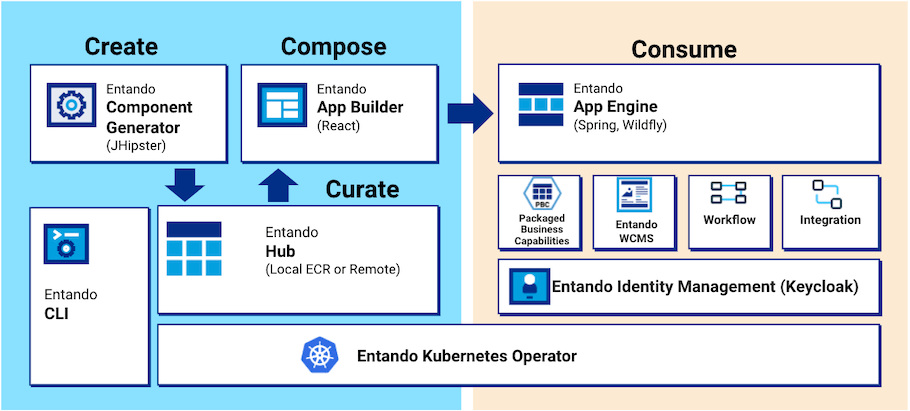 Create
Entando
Component
Generator
(JHipster)
Compose
Entando
App Builder
(React)
Curate
Entando
Hub
(Local ECR or Remote)
Entando
CLI
Consume
Entando
App Engine
(Spring, Wildfly)
PBC
Packaged
Business
Capabilities
Entando
WCMS
Workflow
Integration
Entando Identity Management (Keycloak)
Entando Kubernetes Operator